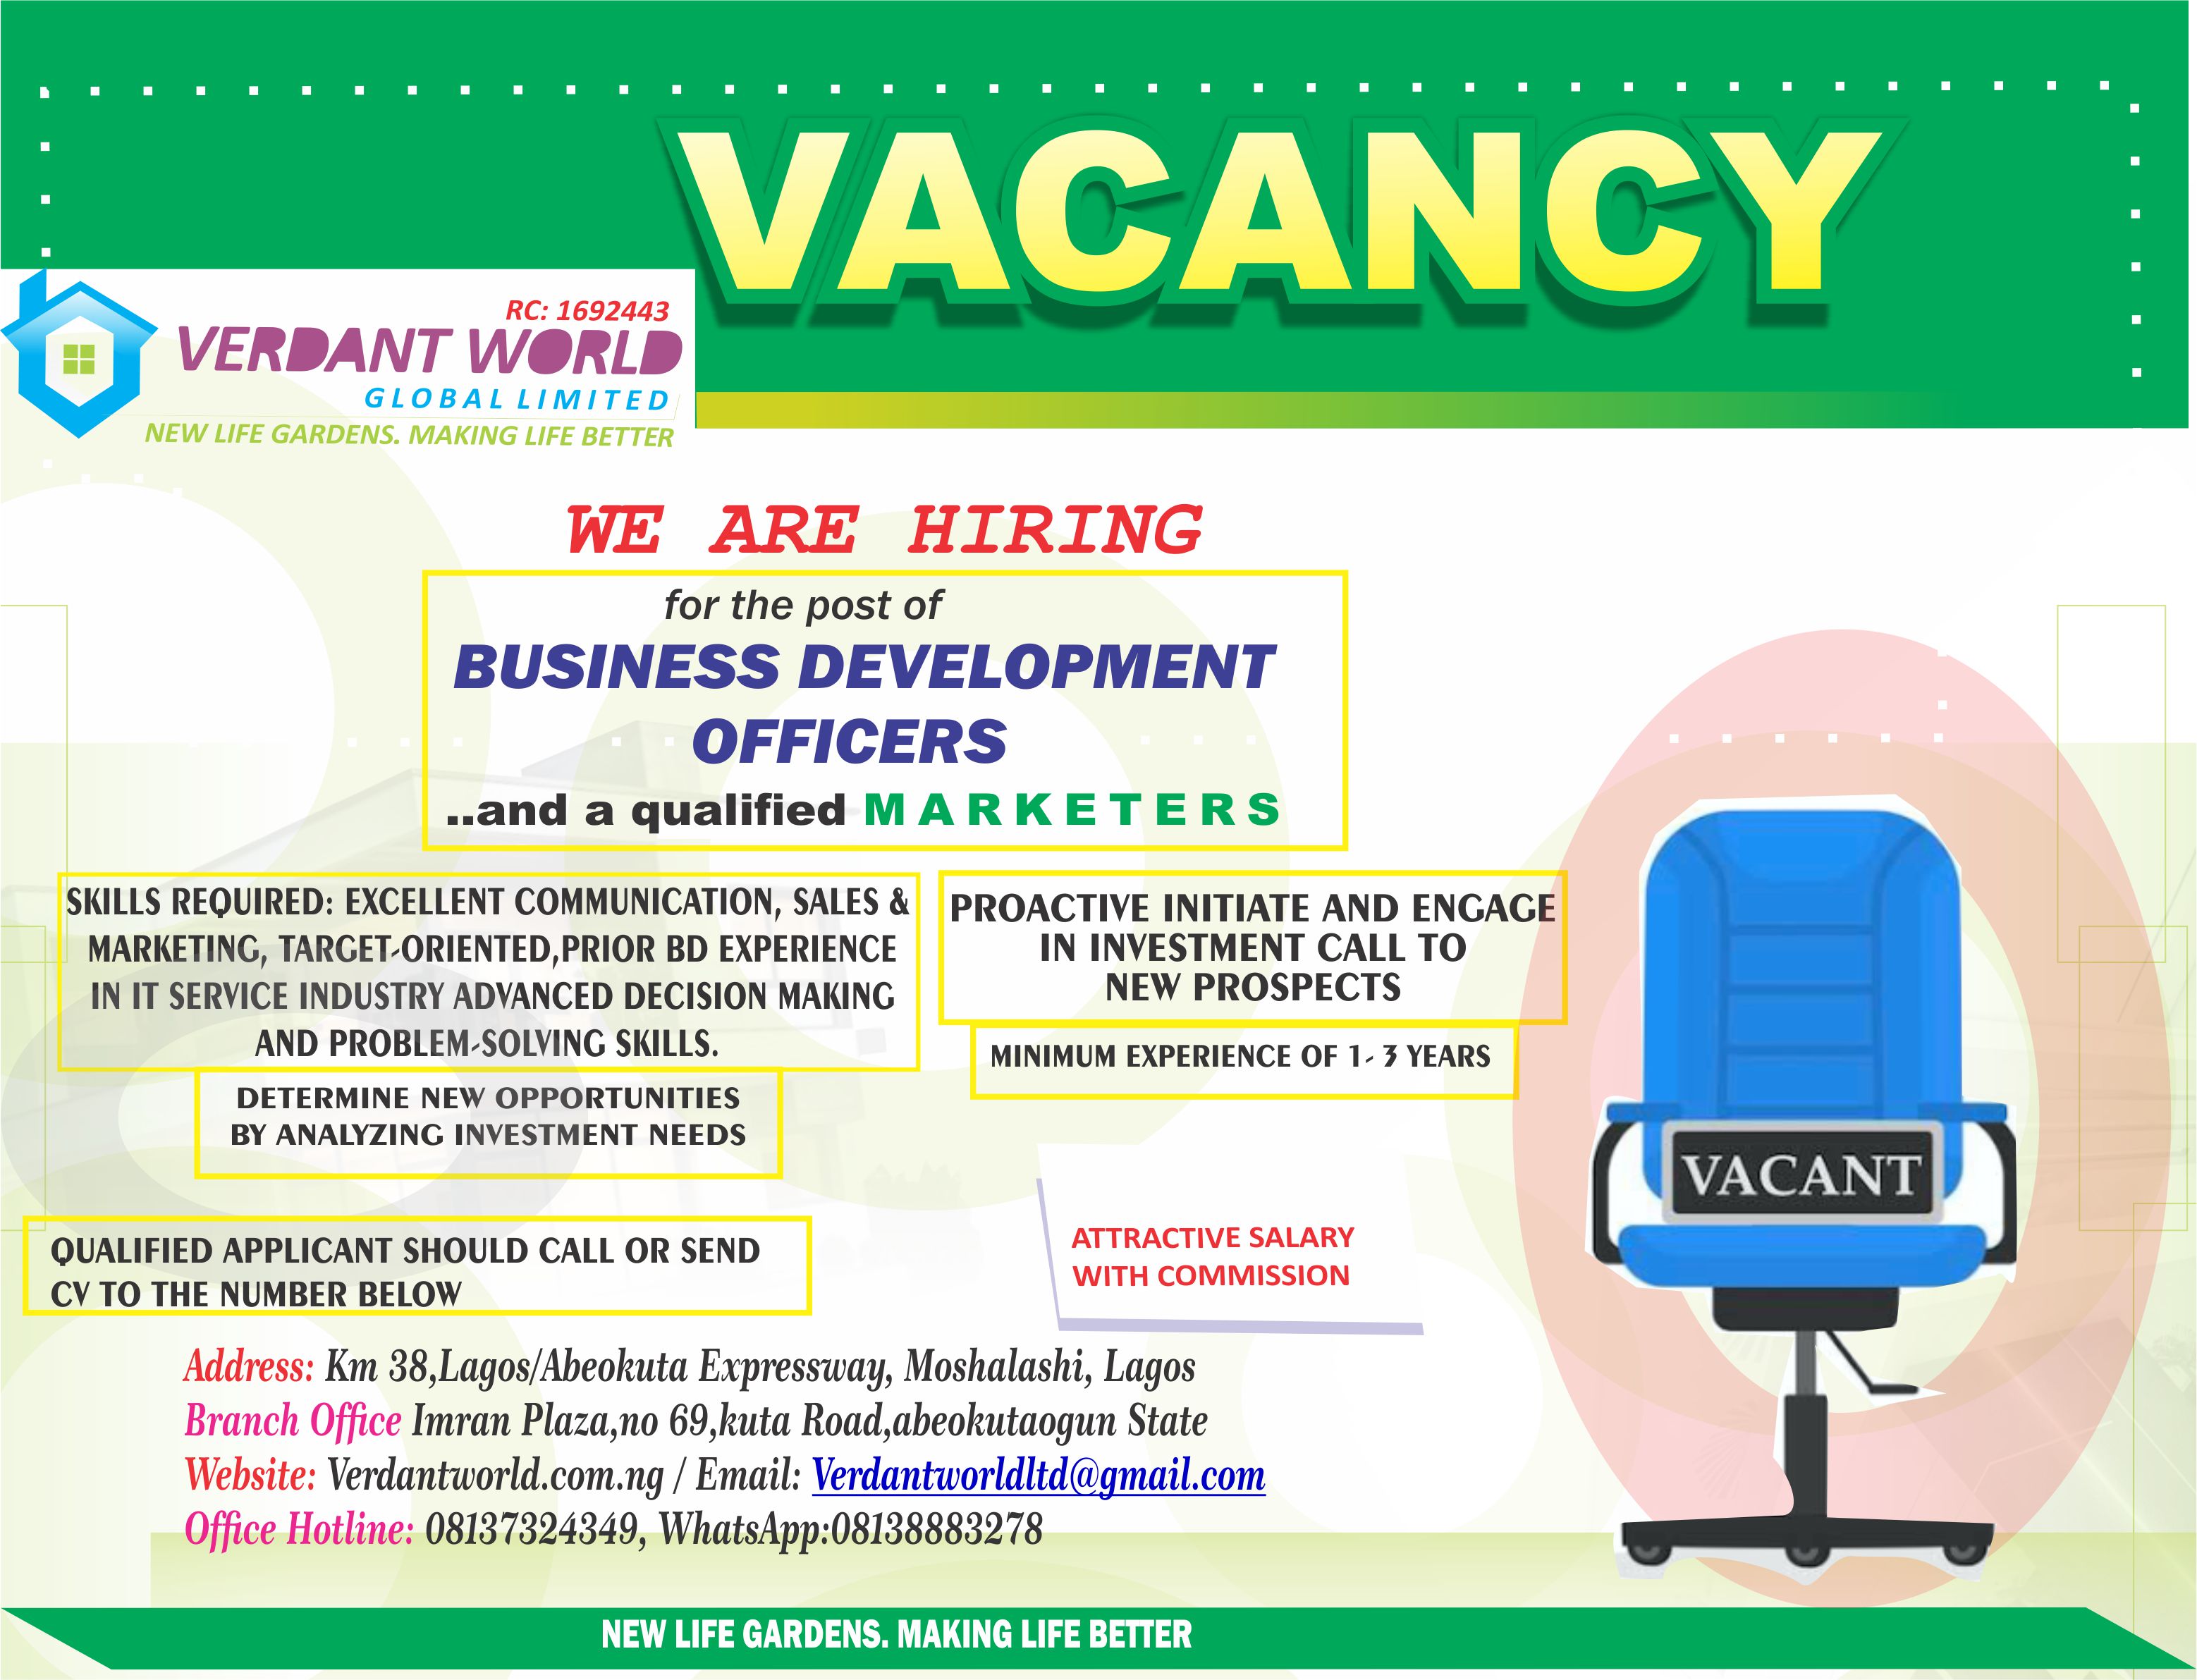 VACANCY
RC: 1692443
VERDANT WORLD
GLOBAL LIMITED
NEW LIFE GARDENS. MAKING LIFE BETTER
WE ARE HIRING
for the post of
BUSINESS DEVELOPMENT
OFFICERS
..and a qualified MARKETERS
SKILLS REQUIRED: EXCELLENT COMMUNICATION, SALES &
MARKETING, TARGET-ORIENTED,PRIOR BD EXPERIENCE
IN IT SERVICE INDUSTRY ADVANCED DECISION MAKING
AND PROBLEM-SOLVING SKILLS.
DETERMINE NEW OPPORTUNITIES
BY ANALYZING INVESTMENT NEEDS
PROACTIVE INITIATE AND ENGAGE
IN INVESTMENT CALL TO
NEW PROSPECTS
MINIMUM EXPERIENCE OF 1- 3 YEARS
VACANT
QUALIFIED APPLICANT SHOULD CALL OR SEND
CV TO THE NUMBER BELOW
ATTRACTIVE SALARY
WITH COMMISSION
Address: Km 38,Lagos/Abeokuta Expressway, Moshalashi, Lagos
Branch Office Imran Plaza,no 69,kuta Road,abeokutaogun State
Website: Verdantworld.com.ng / Email: Verdantworldltd@gmail.com
Office Hotline: 08137324349, WhatsApp:08138883278
NEW LIFE GARDENS. MAKING LIFE BETTER